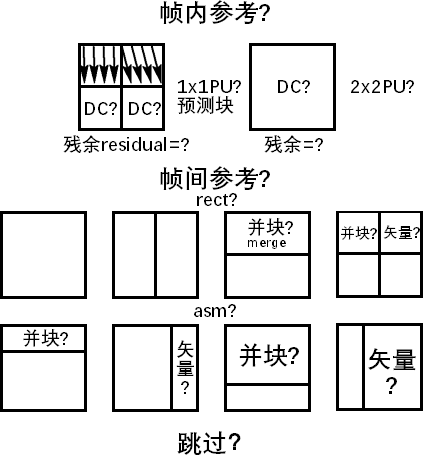 帧内参考?
DC? DC?
1x1PU?
预测块
DC?
2x2PU?
残余residual=?
残余=?
帧间参考?
rect?
并块?
merge
并块? 矢量?
asm?
并块?
矢量?
并块?
矢量?
跳过?